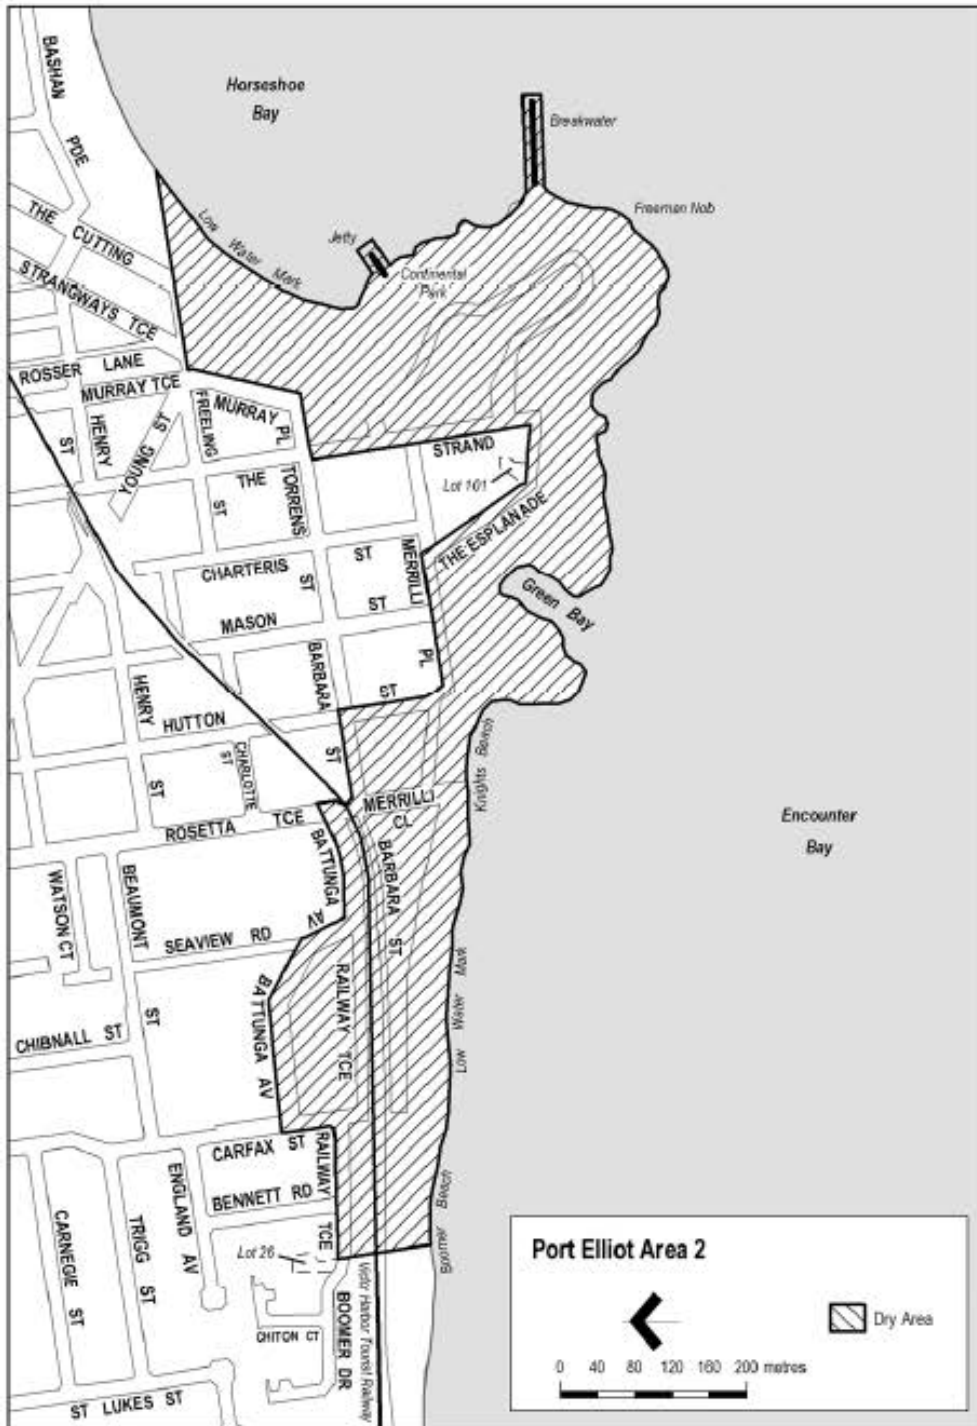 BASHAN
PDE
Horseshoe
Bay
Breakwater
Freeman Nob
THE CUTTING
Low Water Mark
Jetty
Continental
Park
STRANGWAYS TCE
ROSSER LANE
MURRAY TCE
HENRY
ST
YOUNG ST
FREELING
ST
MURRAY PL
THE
STRAND
Lot 101
TORRENS
ST
THE ESPLANADE
CHARTERIS
ST
MERRILLI
PL
MASON
ST
Green Bay
HENRY
ST
BARBARA
ST
HUTTON
ST
CHARLOTTE
ST
Knights Beach
MERRILLI
CL
ROSETTA TCE
BATTUNGA
AV
BARBARA ST
Encounter
Bay
WATSON CT
BEAUMONT
ST
SEAVIEW RD
BATTUNGA AV
RAILWAY TCE
Low Water Mark
CHIBNALL ST
CARFAX ST
RAILWAY
TCE
BENNETT RD
ENGLAND AV
CARNEGIE ST
TRIGG ST
Lot 26
Boomer Beach
CHITON CT
BOOMER DR
Victor Harbor Tourist Railway
ST LUKES ST
Port Elliot Area 2
Dry Area
0 40 80 120 160 200 metres